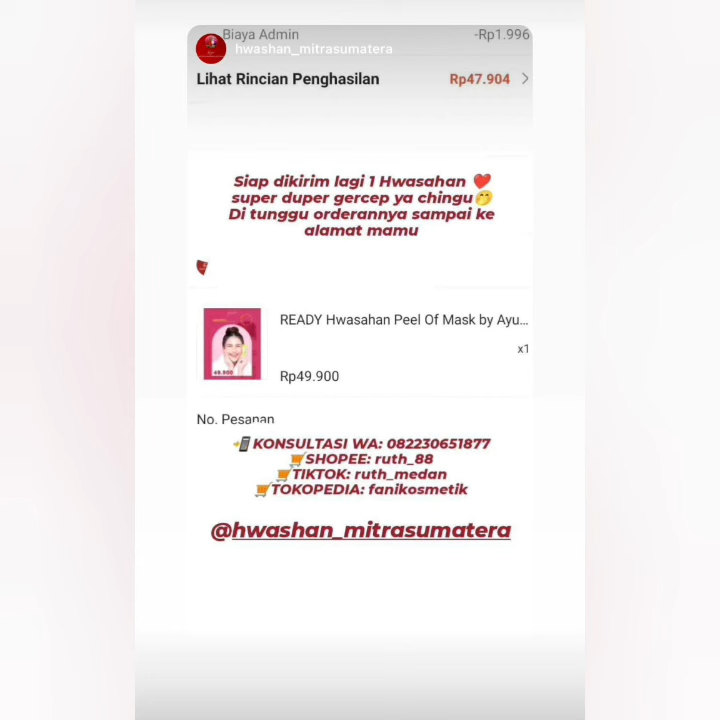 Biaya Admin -Rp1.996
hwashan_mitrasumatera
Lihat Rincian Penghasilan Rp47.904
Siap dikirim lagi 1 Hwasahan ❤️
super duper gercep ya chingu🤭
Di tunggu orderannya sampai ke
alamat mamu
READY Hwasahan Peel Of Mask by Ayu...
x1
49.900
Rp49.900
No. Pesanan
📲 KONSULTASI WA: 082230651877
🛒SHOPEE: ruth_88
🛒TIKTOK: ruth_medan
🛒TOKOPEDIA: fanikosmetik
@hwashan_mitrasumatera